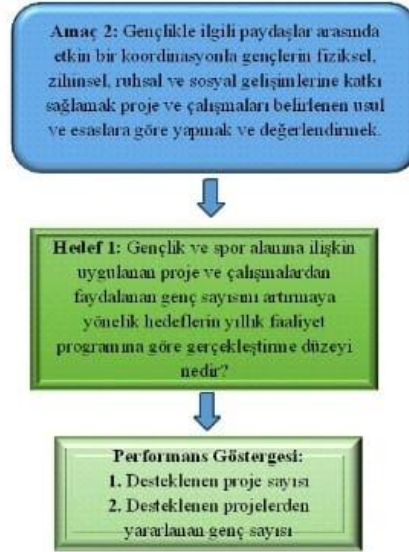 Amaç 2: Gençlikle ilgili paydaşlar arasında
etkin bir koordinasyonla gençlerin fiziksel,
zihinsel, ruhsal ve sosyal gelişimlerine katkı
sağlamak proje ve çalışmaları belirlenen usul
ve esaslara göre yapmak ve değerlendirmek.
Hedef 1: Gençlik ve spor alanına ilişkin
uygulanan proje ve çalışmalardan
faydalanan genç sayısını artırmaya
yönelik hedeflerin yıllık faaliyet
programına göre gerçekleştirme düzeyi
nedir?
Performans Göstergesi:
1. Desteklenen proje sayısı
2. Desteklenen projelerden
yararlanan genç sayısı